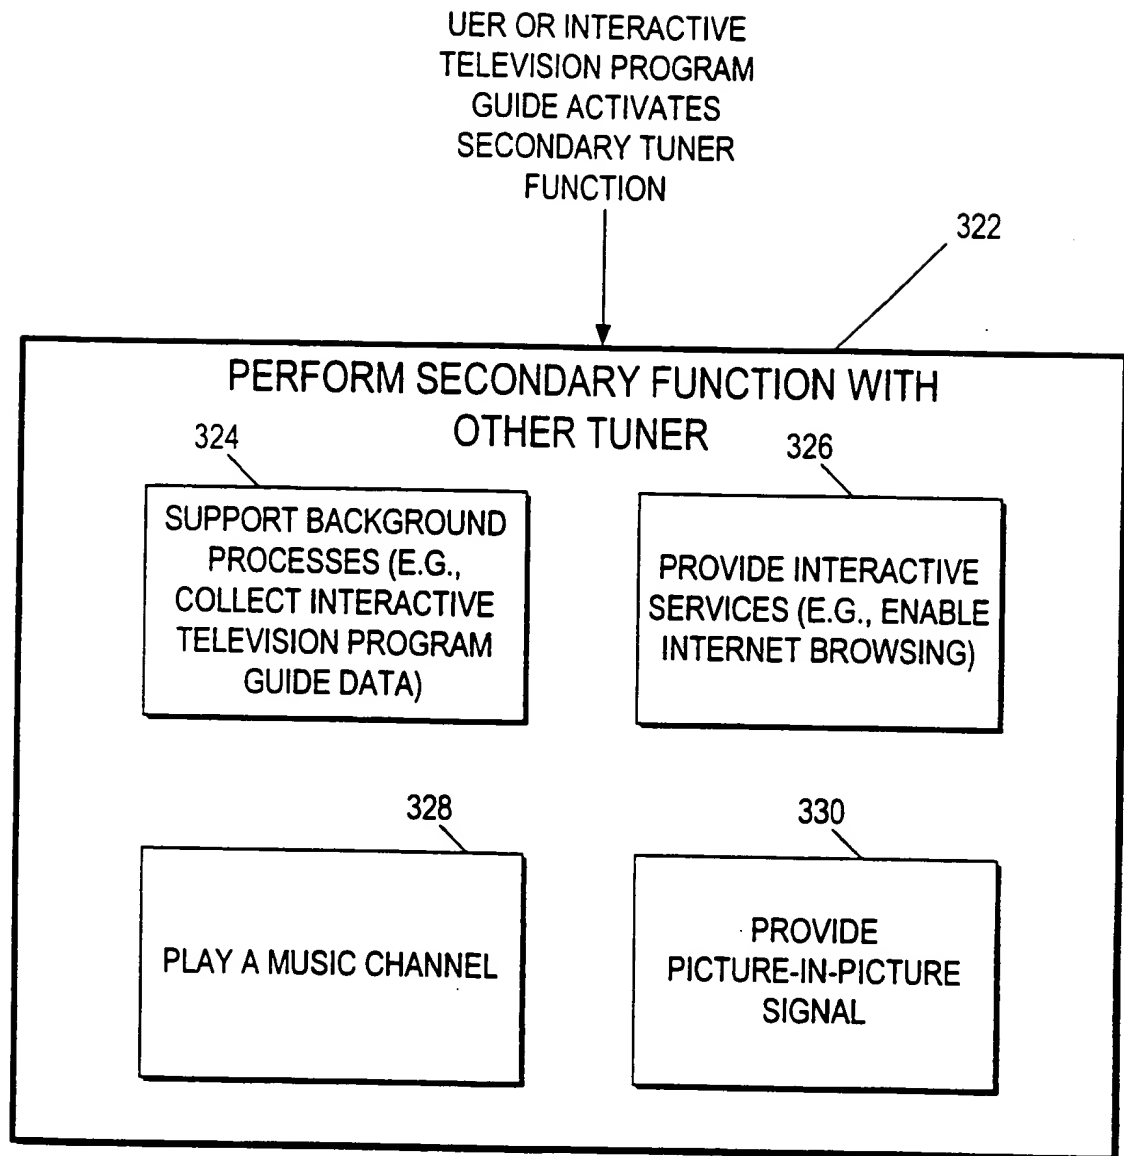 UER OR INTERACTIVE
TELEVISION PROGRAM
GUIDE ACTIVATES
SECONDARY TUNER
FUNCTION
322
PERFORM SECONDARY FUNCTION WITH
OTHER TUNER
324
SUPPORT BACKGROUND
PROCESSES (E.G.,
COLLECT INTERACTIVE
TELEVISION PROGRAM
GUIDE DATA)
326
PROVIDE INTERACTIVE
SERVICES (E.G., ENABLE
INTERNET BROWSING)
328
PLAY A MUSIC CHANNEL
330
PROVIDE
PICTURE-IN-PICTURE
SIGNAL